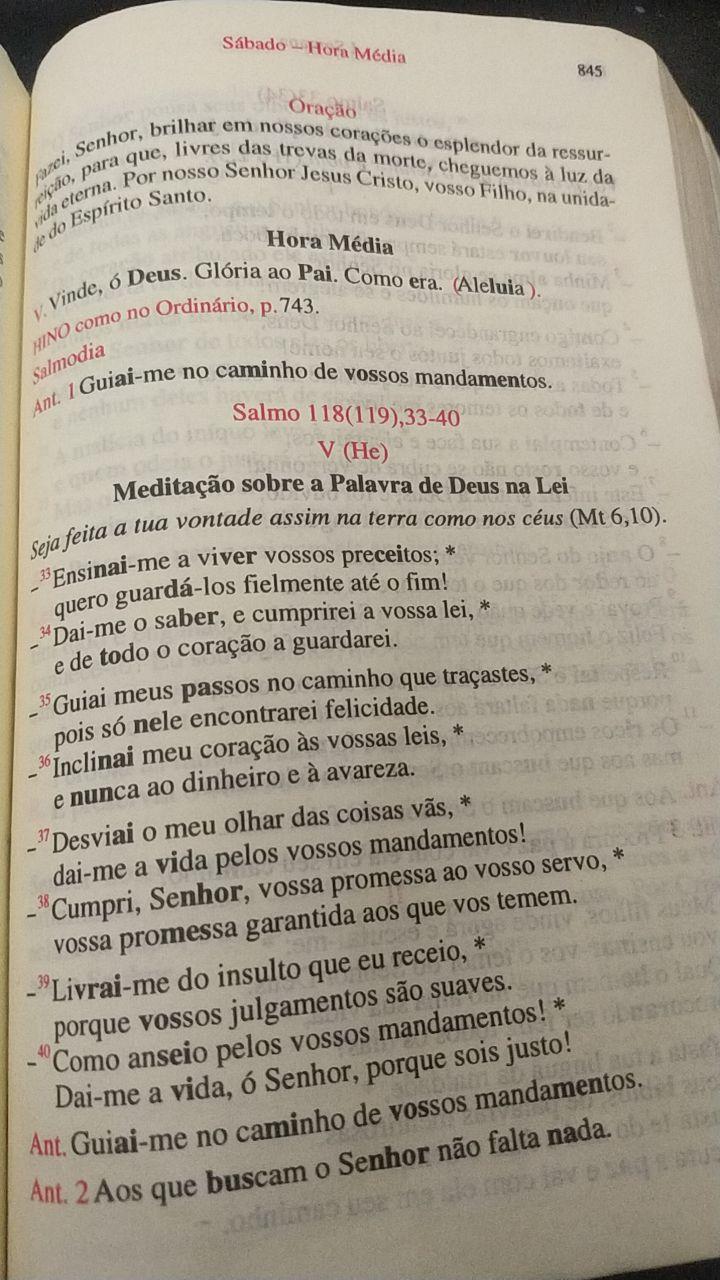 Sábado – Hora Média
845
Oração
Fazei, Senhor, brilhar em nossos corações o esplendor da ressur-
reição, para que, livres das trevas da morte, cheguemos à luz da
vida eterna. Por nosso Senhor Jesus Cristo, vosso Filho, na unida-
de do Espírito Santo.
Hora Média
V. Vinde, ó Deus. Glória ao Pai. Como era. (Aleluia).
HINO como no Ordinário, p.743.
Salmodia
Ant. 1 Guiai-me no caminho de vossos mandamentos.
Salmo 118(119),33-40
V (He)
Meditação sobre a Palavra de Deus na Lei
Seja feita a tua vontade assim na terra como nos céus (Mt 6,10).
–33 Ensinai-me a viver vossos preceitos; *
quero guardá-los fielmente até o fim!
–34 Dai-me o saber, e cumprirei a vossa lei, *
e de todo o coração a guardarei.
–35 Guiai meus passos no caminho que traçastes, *
pois só nele encontrarei felicidade.
–36 Inclinai meu coração às vossas leis, *
e nunca ao dinheiro e à avareza.
–37 Desviai o meu olhar das coisas vãs, *
dai-me a vida pelos vossos mandamentos!
–38 Cumpri, Senhor, vossa promessa ao vosso servo, *
vossa promessa garantida aos que vos temem.
–39 Livrai-me do insulto que eu receio, *
porque vossos julgamentos são suaves.
–40 Como anseio pelos vossos mandamentos! *
Dai-me a vida, ó Senhor, porque sois justo!
Ant. Guiai-me no caminho de vossos mandamentos.
Ant. 2 Aos que buscam o Senhor não falta nada.